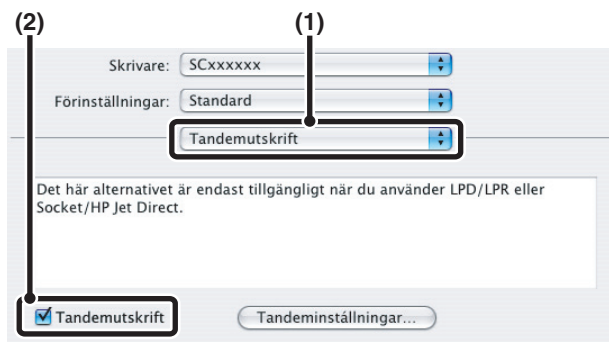 (2) (1)
Skrivare: SCxxxxxx
Förinställningar: Standard
Tandemutskrift
Det här alternativet är endast tillgängligt när du använder LPD/LPR eller
Socket/HP Jet Direct.
Tandemutskrift Tandeminställningar...